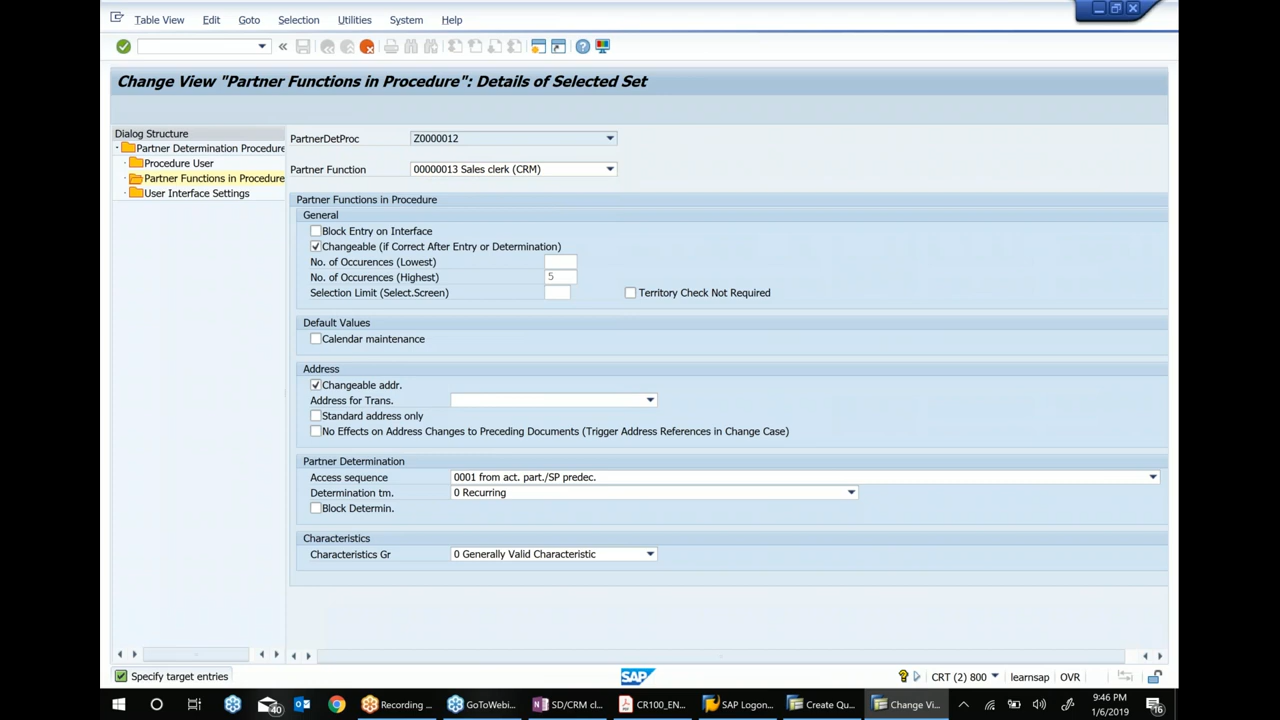 Table View Edit Goto Selection Utilities System Help
Change View "Partner Functions in Procedure": Details of Selected Set
Dialog Structure
Partner Determination Procedure
Procedure User
Partner Functions in Procedure
User Interface Settings
PartnerDetProc Z0000012
Partner Function 00000013 Sales clerk (CRM)
Partner Functions in Procedure
General
Block Entry on Interface
Changeable (if Correct After Entry or Determination)
No. of Occurences (Lowest)
No. of Occurences (Highest) 5
Selection Limit (Select.Screen) Territory Check Not Required
Default Values
Calendar maintenance
Address
Changeable addr.
Address for Trans.
Standard address only
No Effects on Address Changes to Preceding Documents (Trigger Address References in Change Case)
Partner Determination
Access sequence 0001 from act. part./SP predec.
Determination tm. 0 Recurring
Block Determin.
Characteristics
Characteristics Gr 0 Generally Valid Characteristic
Specify target entries SAP CRT (2) 800 learnsap OVR
40 Recording ... GoToWebi... SD/CRM cl... CR100_EN... SAP Logon... Create Qu... Change Vi... 9:46 PM
1/6/2019 16